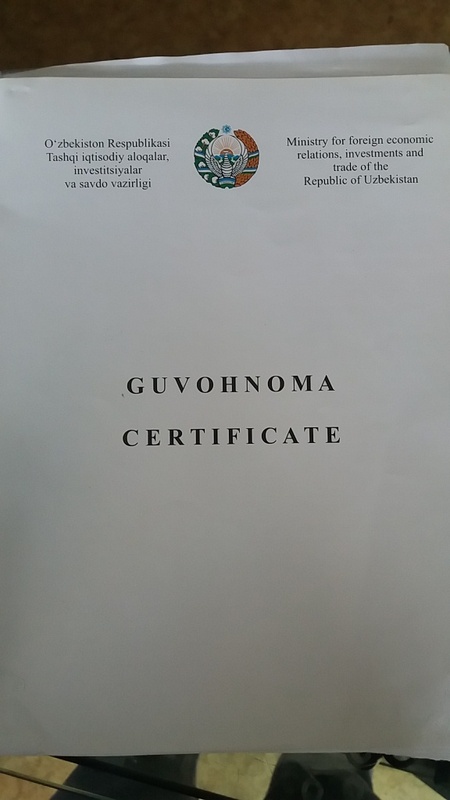 O‘zbekiston Respublikasi
Tashqi iqtisodiy aloqalar,
investitsiyalar
va savdo vazirligi
Ministry for foreign economic
relations, investments and
trade of the
Republic of Uzbekistan
GUVOHNOMA
CERTIFICATE